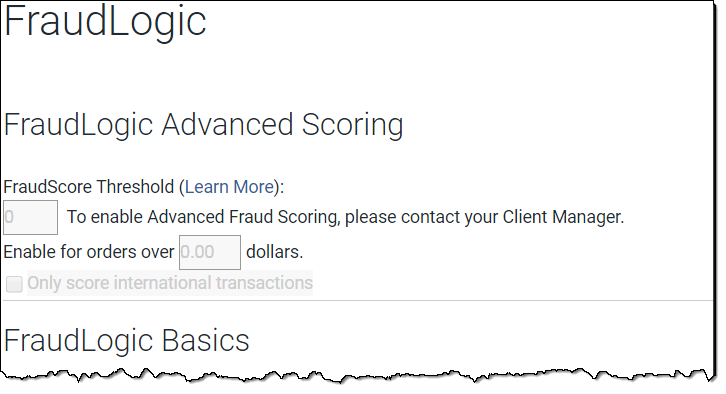 FraudLogic
FraudLogic Advanced Scoring
FraudScore Threshold (Learn More):
0 To enable Advanced Fraud Scoring, please contact your Client Manager.
Enable for orders over 0.00 dollars.
Only score international transactions
FraudLogic Basics